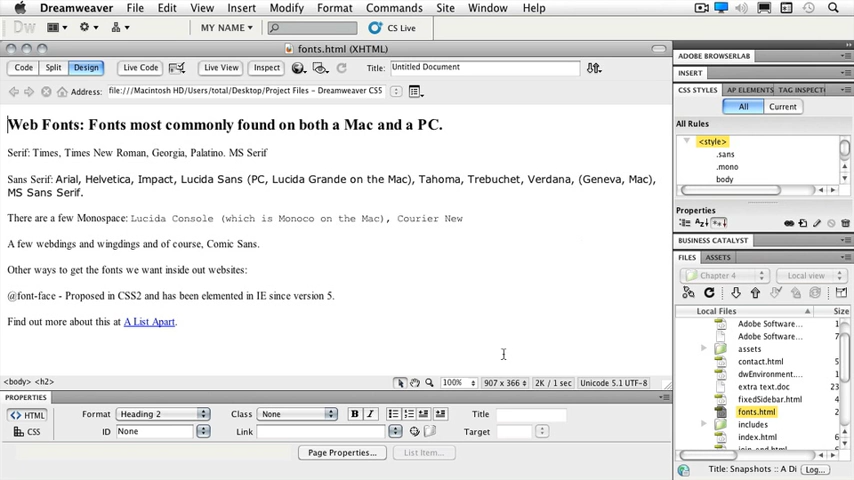 Dreamweaver File Edit View Insert Modify Format Commands Site Window Help
Dw MY NAME CS Live
fonts.html (XHTML)
Code Split Design Live Code Live View Inspect Title: Untitled Document
Address: file:///Macintosh HD/Users/total/Desktop/Project Files - Dreamweaver CS5
Web Fonts: Fonts most commonly found on both a Mac and a PC.
Serif: Times, Times New Roman, Georgia, Palatino. MS Serif
Sans Serif: Arial, Helvetica, Impact, Lucida Sans (PC, Lucida Grande on the Mac), Tahoma, Trebuchet, Verdana, (Geneva, Mac),
MS Sans Serif.
There are a few Monospace: Lucida Console (which is Monoco on the Mac), Courier New
A few webdings and wingdings and of course, Comic Sans.
Other ways to get the fonts we want inside out websites:
@font-face - Proposed in CSS2 and has been elemented in IE since version 5.
Find out more about this at A List Apart.
<body> <h2> 100% 907 x 366 2K / 1 sec Unicode 5.1 UTF-8
PROPERTIES
HTML Format Heading 2 Class None B I Title
CSS ID None Link Target
Page Properties... List Item...
ADOBE BROWSERLAB
INSERT
CSS STYLES AP ELEMENTS TAG INSPECT
All Current
All Rules
<style>
.sans
.mono
body
Properties
BUSINESS CATALYST
FILES ASSETS
Chapter 4 Local view
Local Files Size
Adobe Software... 1
Adobe Software... 7
assets
contact.html 1
dwEnvironment...
extra text.doc 23
fixedSidebar.html 4
fonts.html 2
includes
index.html 6
Title: Snapshots :: A Di Log...